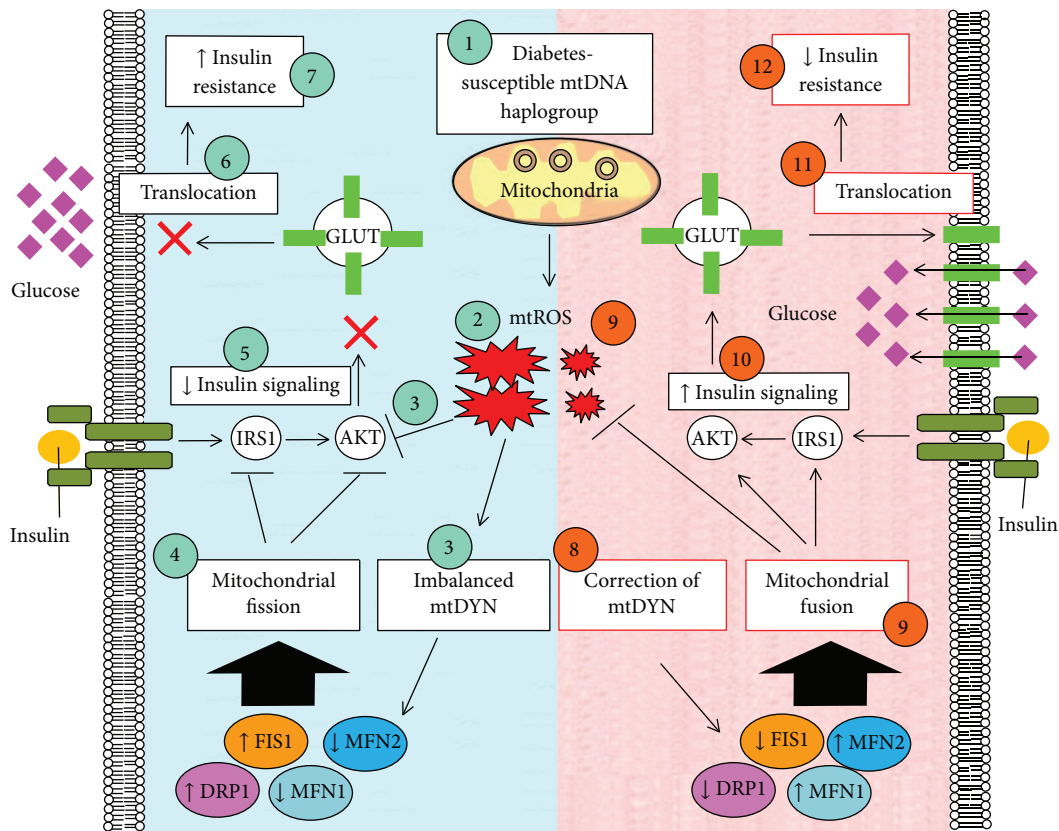 1
Diabetes-
susceptible mtDNA
haplogroup
Mitochondria
↑ Insulin
resistance
7
6
Translocation
GLUT
Glucose
5
↓ Insulin signaling
3
IRS1
AKT
Insulin
2
mtROS
9
4
Mitochondrial
fission
3
Imbalanced
mtDYN
↑ FIS1
↓ MFN2
↑ DRP1
↓ MFN1
12
↓ Insulin
resistance
11
Translocation
GLUT
Glucose
10
↑ Insulin signaling
AKT
IRS1
Insulin
8
Correction of
mtDYN
Mitochondrial
fusion
9
↓ FIS1
↑ MFN2
↓ DRP1
↑ MFN1